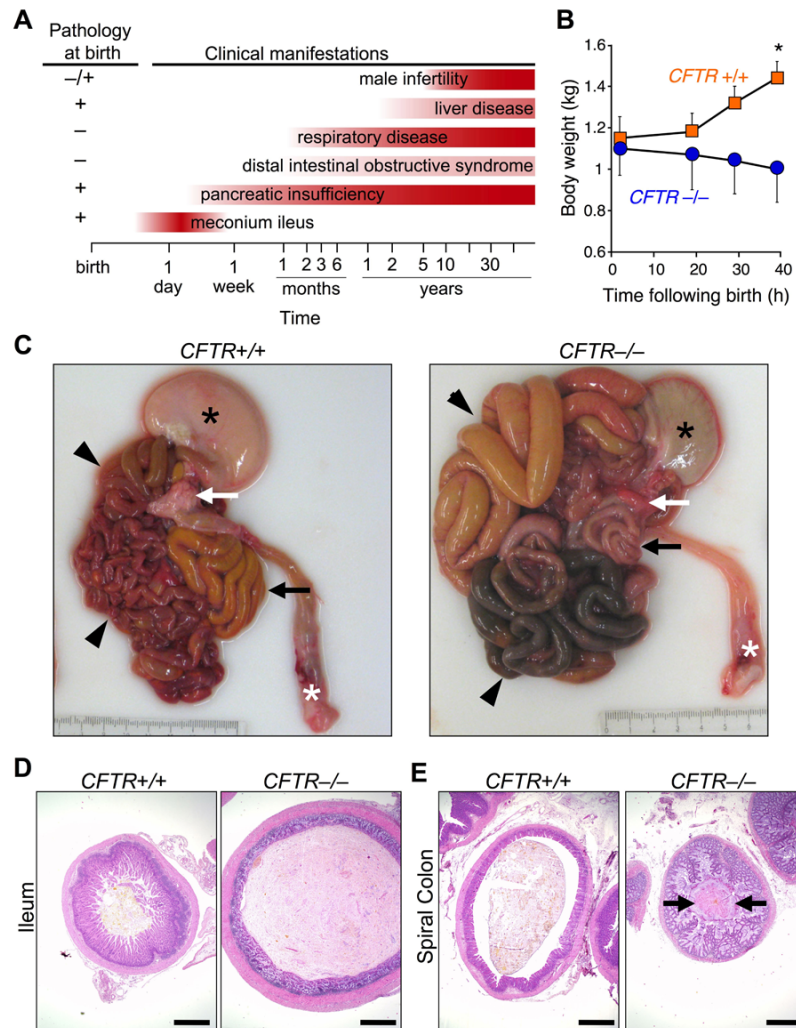 A
Pathology
at birth
Clinical manifestations
–/+
male infertility
+
liver disease
–
respiratory disease
–
distal intestinal obstructive syndrome
+
pancreatic insufficiency
+
meconium ileus
birth
1
1
1 2 3 6
1 2 5 10 30
day
week
months
years
Time
B
Body weight (kg)
1.6
1.4
1.2
1
0.8
0.6
*
CFTR +/+
CFTR –/–
0 10 20 30 40
Time following birth (h)
C
CFTR+/+
CFTR–/–
*
*
*
*
D
CFTR+/+
CFTR–/–
Ileum
E
CFTR+/+
CFTR–/–
Spiral Colon